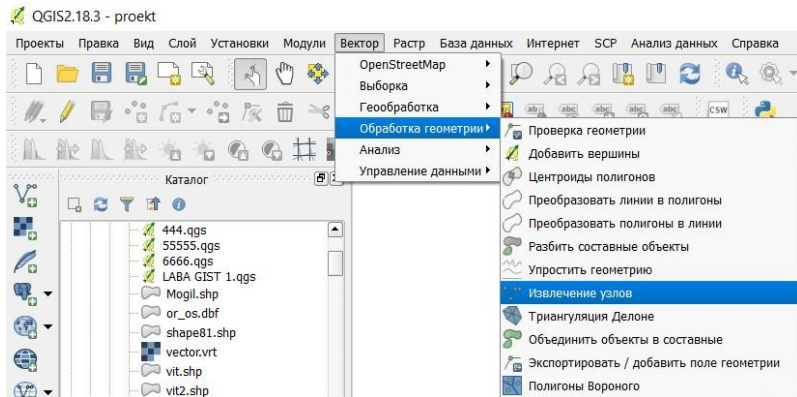 QGIS2.18.3 - proekt
Проекты Правка Вид Слой Установки Модули Вектор Растр База данных Интернет SCP Анализ данных Справка
OpenStreetMap
Выборка
Геообработка
Обработка геометрии
Анализ
Управление данными
abc abc abc abc CSW
Проверка геометрии
Добавить вершины
Центроиды полигонов
Преобразовать линии в полигоны
Преобразовать полигоны в линии
Разбить составные объекты
Упростить геометрию
Извлечение узлов
Триангуляция Делоне
Объединить объекты в составные
Экспортировать / добавить поле геометрии
Полигоны Вороного
Каталог
444.qgs
55555.qgs
6666.qgs
LABA GIST 1.qgs
Mogil.shp
or_os.dbf
shape81.shp
vector.vrt
vit.shp
vit2.shp